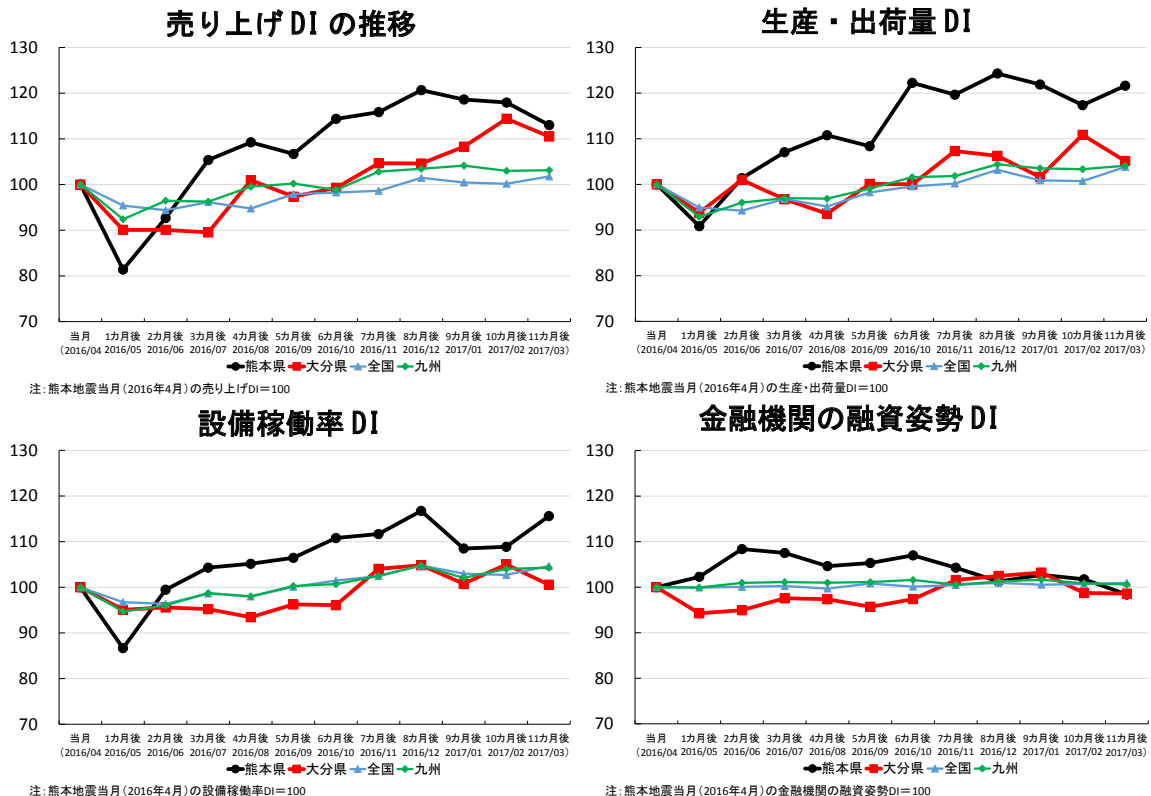 売り上げ DI の推移
130
120
110
100
90
80
70
当月 1カ月後 2カ月後 3カ月後 4カ月後 5カ月後 6カ月後 7カ月後 8カ月後 9カ月後 10カ月後 11カ月後
（2016/04 2016/05 2016/06 2016/07 2016/08 2016/09 2016/10 2016/11 2016/12 2017/01 2017/02 2017/03）
熊本県 大分県 全国 九州
注：熊本地震当月（2016年4月）の売り上げDI＝100
生産・出荷量 DI
130
120
110
100
90
80
70
当月 1カ月後 2カ月後 3カ月後 4カ月後 5カ月後 6カ月後 7カ月後 8カ月後 9カ月後 10カ月後 11カ月後
（2016/04 2016/05 2016/06 2016/07 2016/08 2016/09 2016/10 2016/11 2016/12 2017/01 2017/02 2017/03）
熊本県 大分県 全国 九州
注：熊本地震当月（2016年4月）の生産・出荷量DI＝100
設備稼働率 DI
130
120
110
100
90
80
70
当月 1カ月後 2カ月後 3カ月後 4カ月後 5カ月後 6カ月後 7カ月後 8カ月後 9カ月後 10カ月後 11カ月後
（2016/04 2016/05 2016/06 2016/07 2016/08 2016/09 2016/10 2016/11 2016/12 2017/01 2017/02 2017/03）
熊本県 大分県 全国 九州
注：熊本地震当月（2016年4月）の設備稼働率DI＝100
金融機関の融資姿勢 DI
130
120
110
100
90
80
70
当月 1カ月後 2カ月後 3カ月後 4カ月後 5カ月後 6カ月後 7カ月後 8カ月後 9カ月後 10カ月後 11カ月後
（2016/04 2016/05 2016/06 2016/07 2016/08 2016/09 2016/10 2016/11 2016/12 2017/01 2017/02 2017/03）
熊本県 大分県 全国 九州
注：熊本地震当月（2016年4月）の金融機関の融資姿勢DI＝100